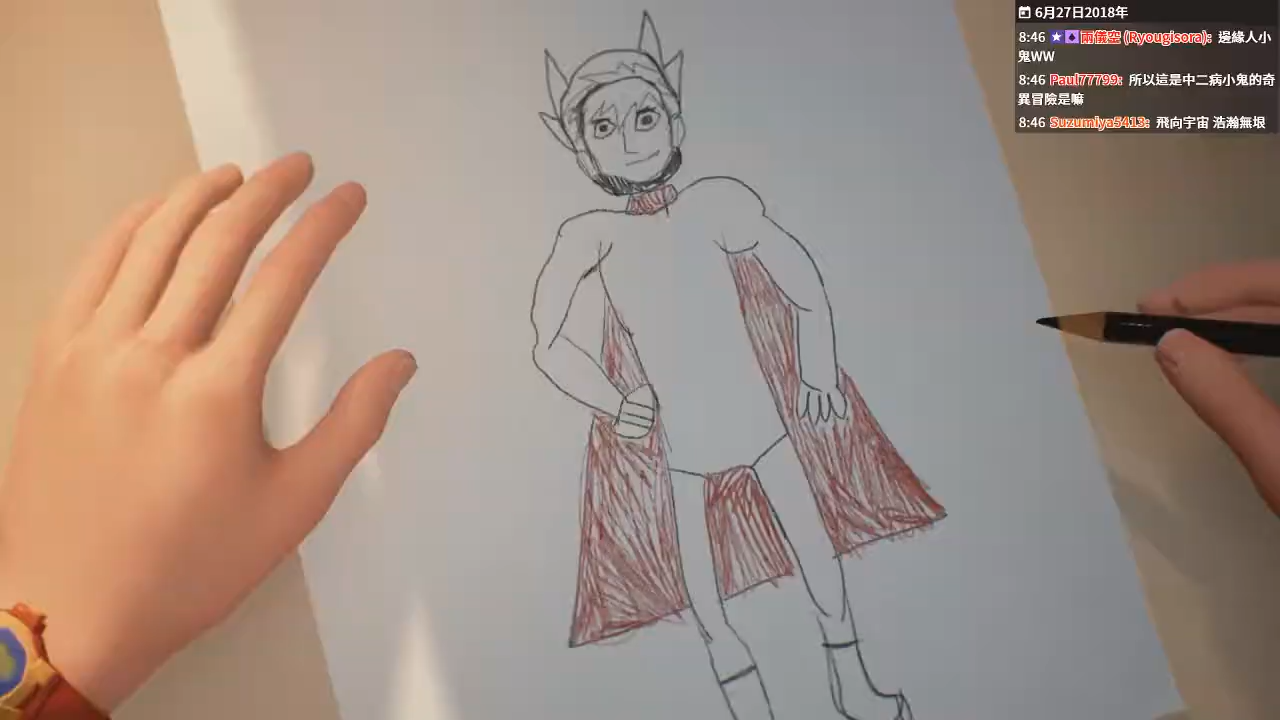 6月27日2018年
8:46 兩儀空 (Ryougisora): 邊緣人小
鬼WW
8:46 Paul77799: 所以這是中二病小鬼的奇
異冒險是嘛
8:46 Suzumiya5413: 飛向宇宙 浩瀚無垠